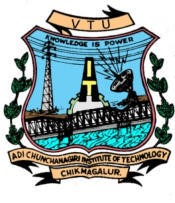 VTU
KNOWLEDGE IS POWER
ADI CHUNCHANAGIRI INSTITUTE OF TECHNOLOGY
CHIKMAGALUR.